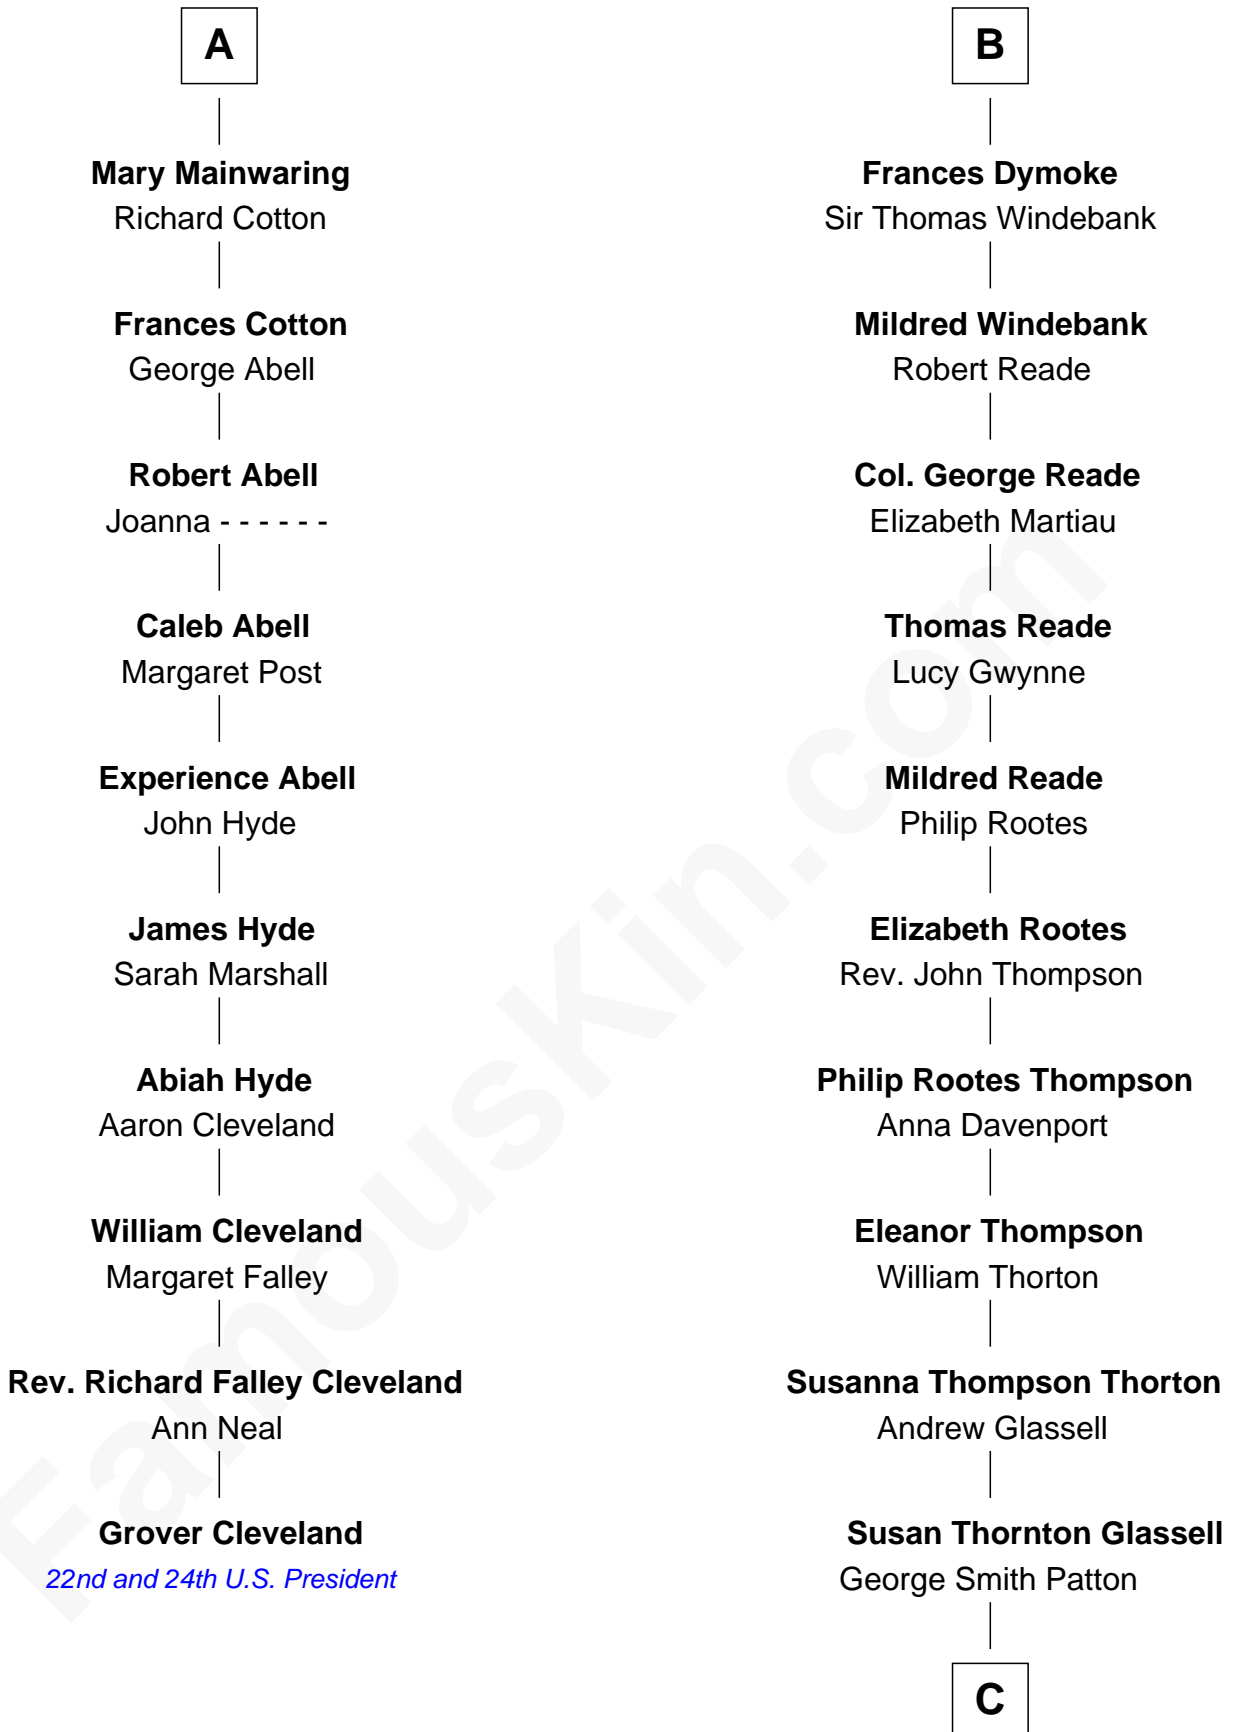 A
Mary Mainwaring
Richard Cotton
Frances Cotton
George Abell
Robert Abell
Joanna - - - - - -
Caleb Abell
Margaret Post
Experience Abell
John Hyde
James Hyde
Sarah Marshall
Abiah Hyde
Aaron Cleveland
William Cleveland
Margaret Falley
Rev. Richard Falley Cleveland
Ann Neal
Grover Cleveland
22nd and 24th U.S. President
B
Frances Dymoke
Sir Thomas Windebank
Mildred Windebank
Robert Reade
Col. George Reade
Elizabeth Martiau
Thomas Reade
Lucy Gwynne
Mildred Reade
Philip Rootes
Elizabeth Rootes
Rev. John Thompson
Philip Rootes Thompson
Anna Davenport
Eleanor Thompson
William Thorton
Susanna Thompson Thorton
Andrew Glassell
Susan Thornton Glassell
George Smith Patton
C
FamousKin.com